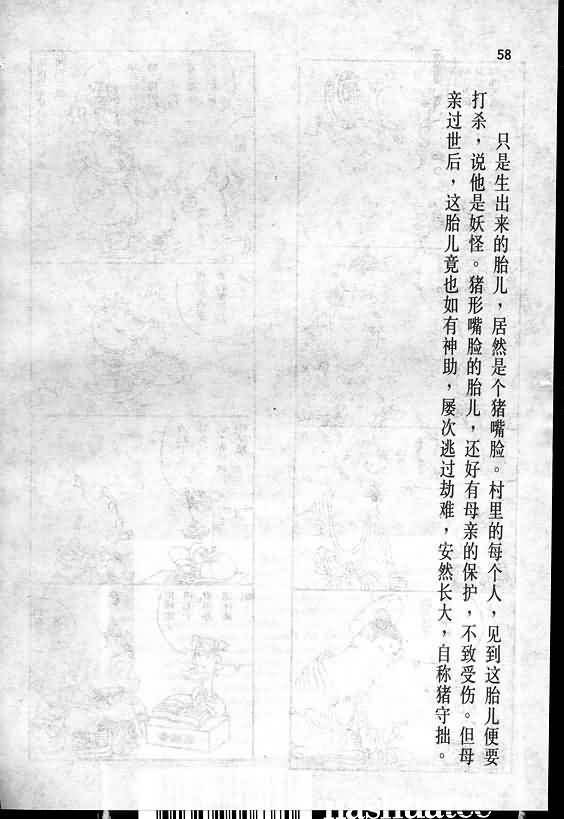 58
只是生出来的胎儿，居然是个猪嘴脸。村里的每个人，见到这胎儿便要
打杀，说他是妖怪。猪形嘴脸的胎儿，还好有母亲的保护，不致受伤。但母
亲过世后，这胎儿竟也如有神助，屡次逃过劫难，安然长大，自称猪守拙。